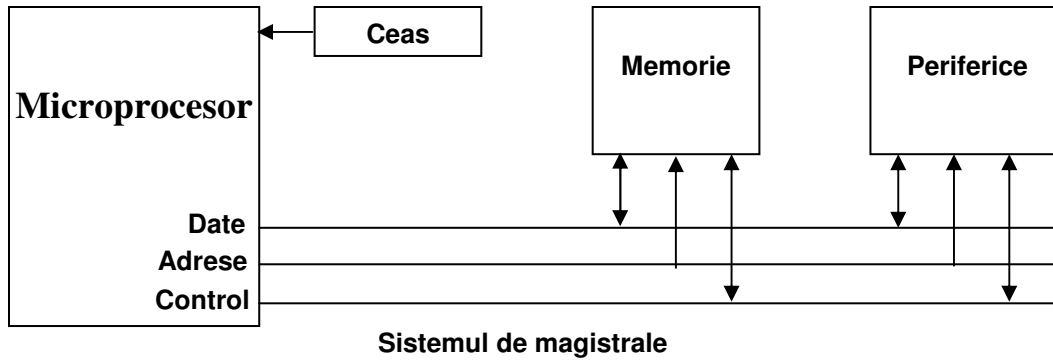 Ceas
Memorie
Periferice
Microprocesor
Date
Adrese
Control
Sistemul de magistrale